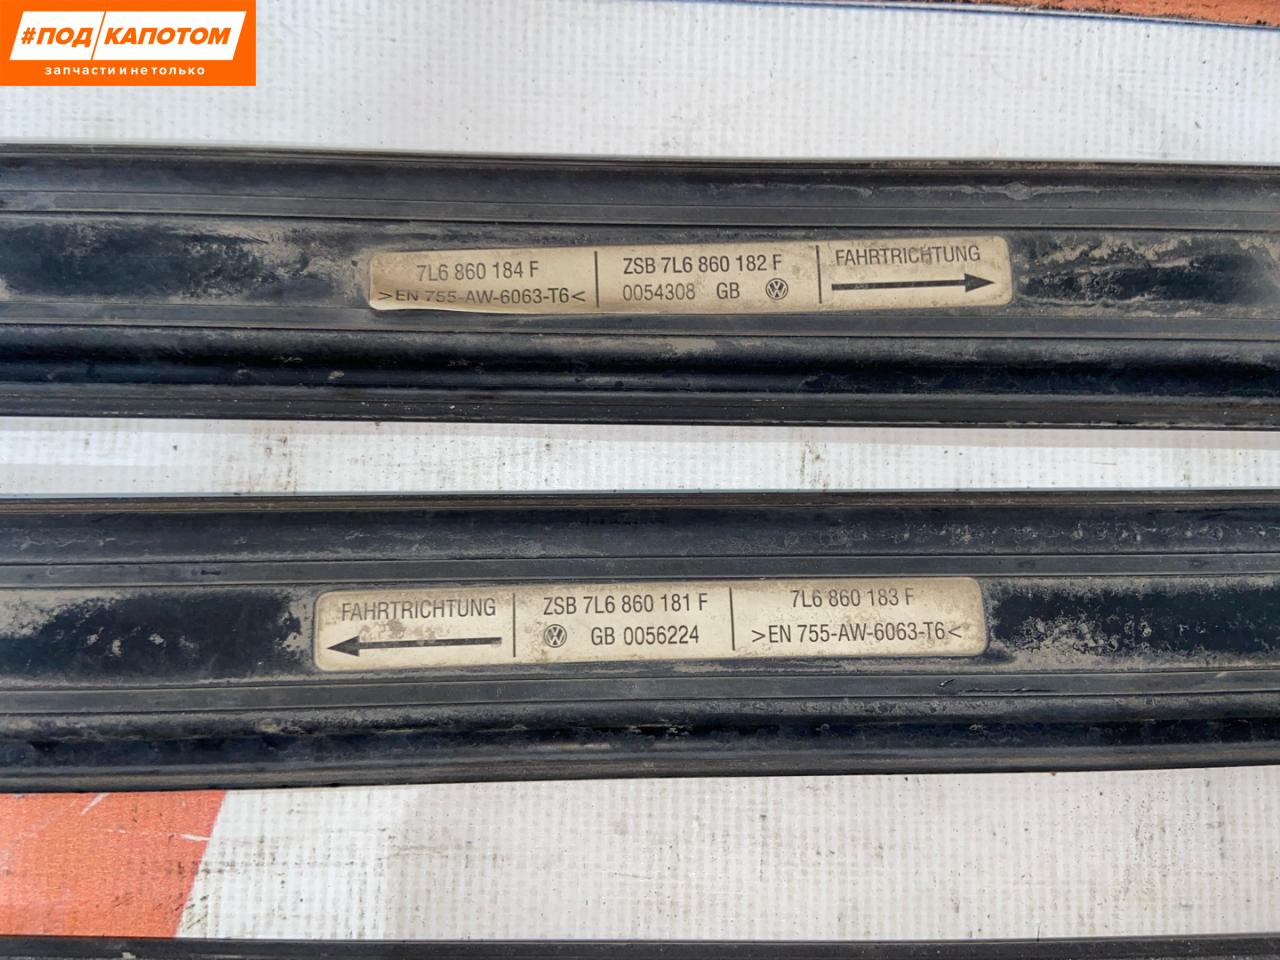 #ПОД КАПОТОМ
запчасти и не только
7L6 860 184 F
>EN 755-AW-6063-T6<
ZSB 7L6 860 182 F
0054308 GB
FAHRTRICHTUNG
FAHRTRICHTUNG
ZSB 7L6 860 181 F
GB 0056224
7L6 860 183 F
>EN 755-AW-6063-T6<